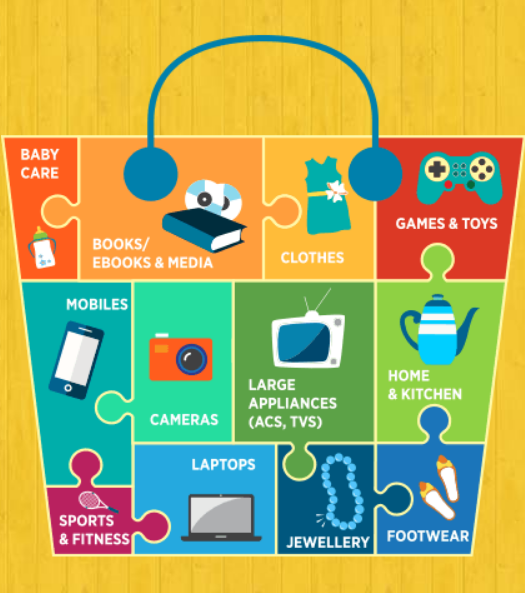 BABY
CARE
BOOKS/
EBOOKS & MEDIA
CLOTHES
GAMES & TOYS
MOBILES
CAMERAS
LARGE
APPLIANCES
(ACS, TVS)
HOME
& KITCHEN
SPORTS
& FITNESS
LAPTOPS
JEWELLERY
FOOTWEAR